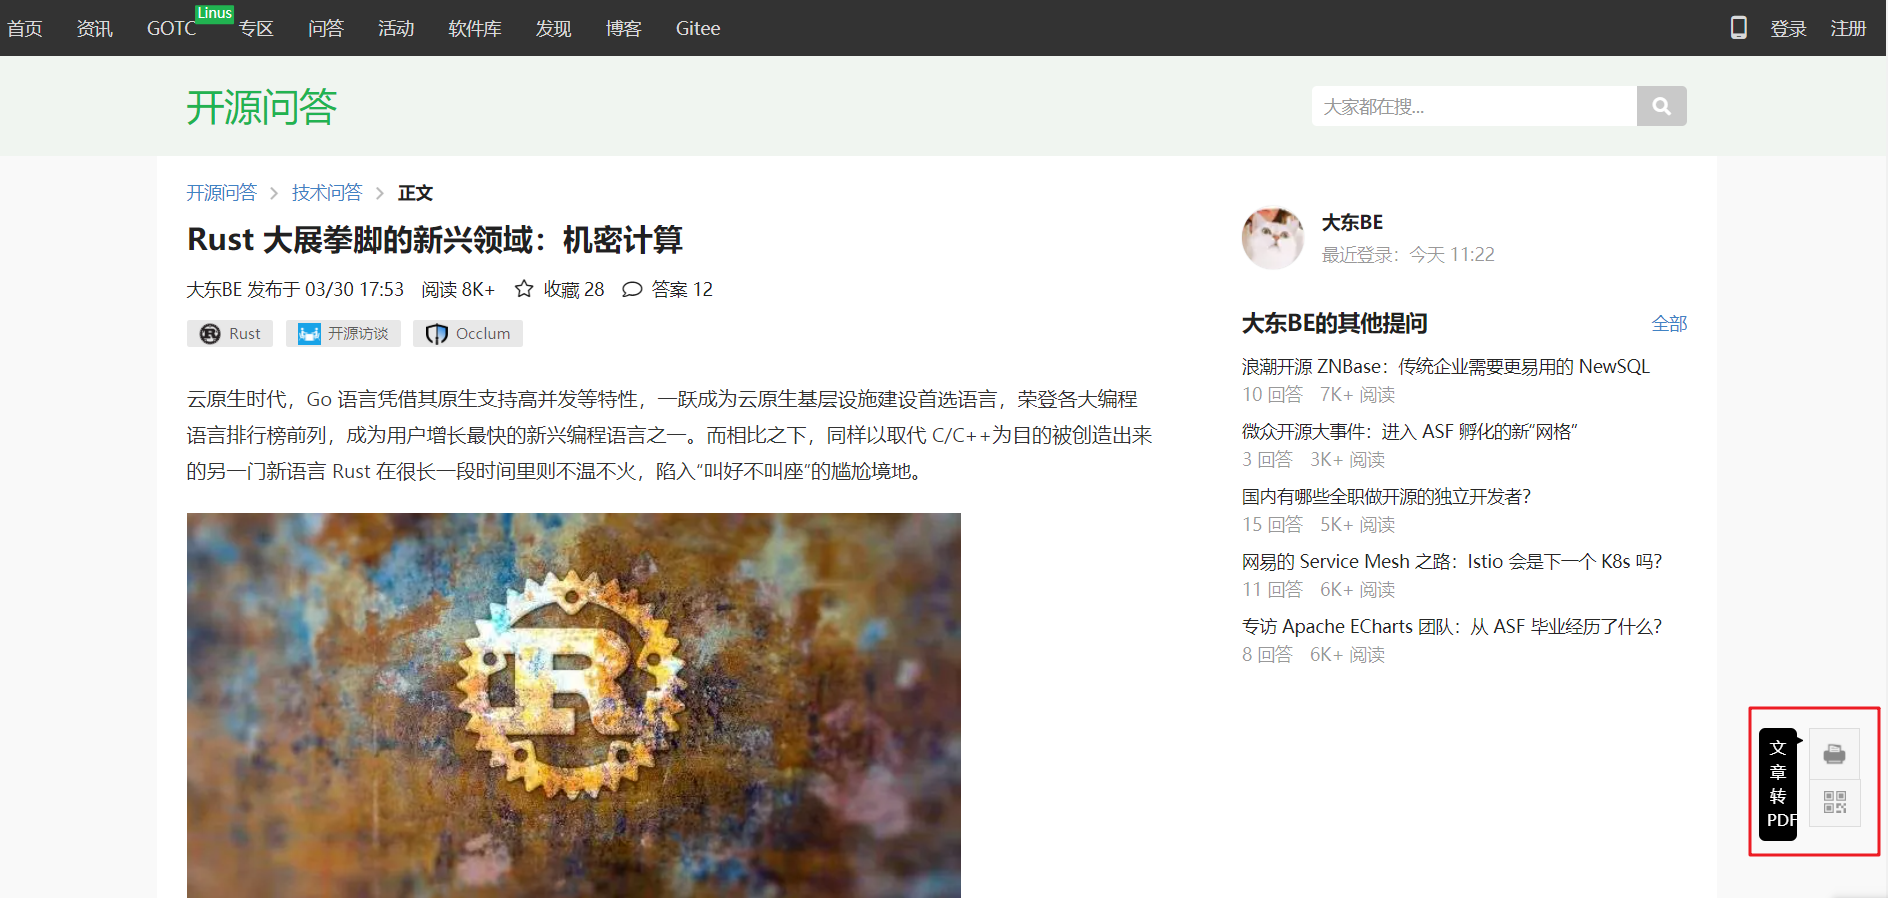 首页 资讯 GOTC Linus 专区 问答 活动 软件库 发现 博客 Gitee 登录 注册
开源问答
大家都在搜...
开源问答 > 技术问答 > 正文
Rust 大展拳脚的新兴领域：机密计算
大东BE 发布于 03/30 17:53 阅读 8K+ 收藏 28 答案 12
Rust 开源访谈 Occlum
云原生时代，Go 语言凭借其原生支持高并发等特性，一跃成为云原生基层设施建设首选语言，荣登各大编程
语言排行榜前列，成为用户增长最快的新兴编程语言之一。而相比之下，同样以取代 C/C++为目的被创造出来
的另一门新语言 Rust 在很长一段时间里则不温不火，陷入“叫好不叫座”的尴尬境地。
R
大东BE
最近登录：今天 11:22
大东BE的其他提问 全部
浪潮开源 ZNBase：传统企业需要更易用的 NewSQL
10 回答 7K+ 阅读
微众开源大事件：进入 ASF 孵化的新“网格”
3 回答 3K+ 阅读
国内有哪些全职做开源的独立开发者?
15 回答 5K+ 阅读
网易的 Service Mesh 之路：Istio 会是下一个 K8s 吗?
11 回答 6K+ 阅读
专访 Apache ECharts 团队：从 ASF 毕业经历了什么?
8 回答 6K+ 阅读
文
章
转
PDF